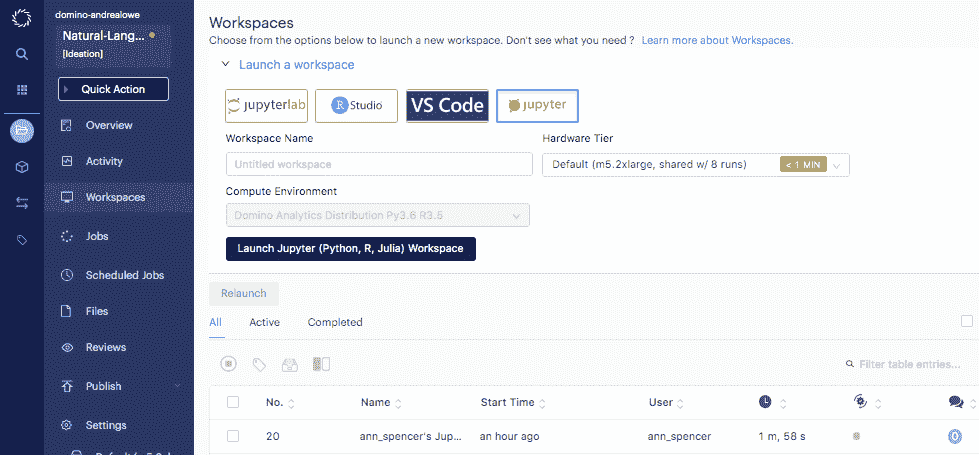 domino-andrealowe
Natural-Lang...
[Ideation]
Quick Action
Overview
Activity
Workspaces
Jobs
Scheduled Jobs
Files
Reviews
Publish
Settings
Workspaces
Choose from the options below to launch a new workspace. Don't see what you need ? Learn more about Workspaces.
Launch a workspace
jupyterlab
R Studio
VS Code
jupyter
Workspace Name
Hardware Tier
Untitled workspace
Default (m5.2xlarge, shared w/ 8 runs)
< 1 MIN
Compute Environment
Domino Analytics Distribution Py3.6 R3.5
Launch Jupyter (Python, R, Julia) Workspace
Relaunch
All
Active
Completed
Filter table entries...
No.
Name
Start Time
User
20
ann_spencer's Jup...
an hour ago
ann_spencer
1 m, 58 s
0